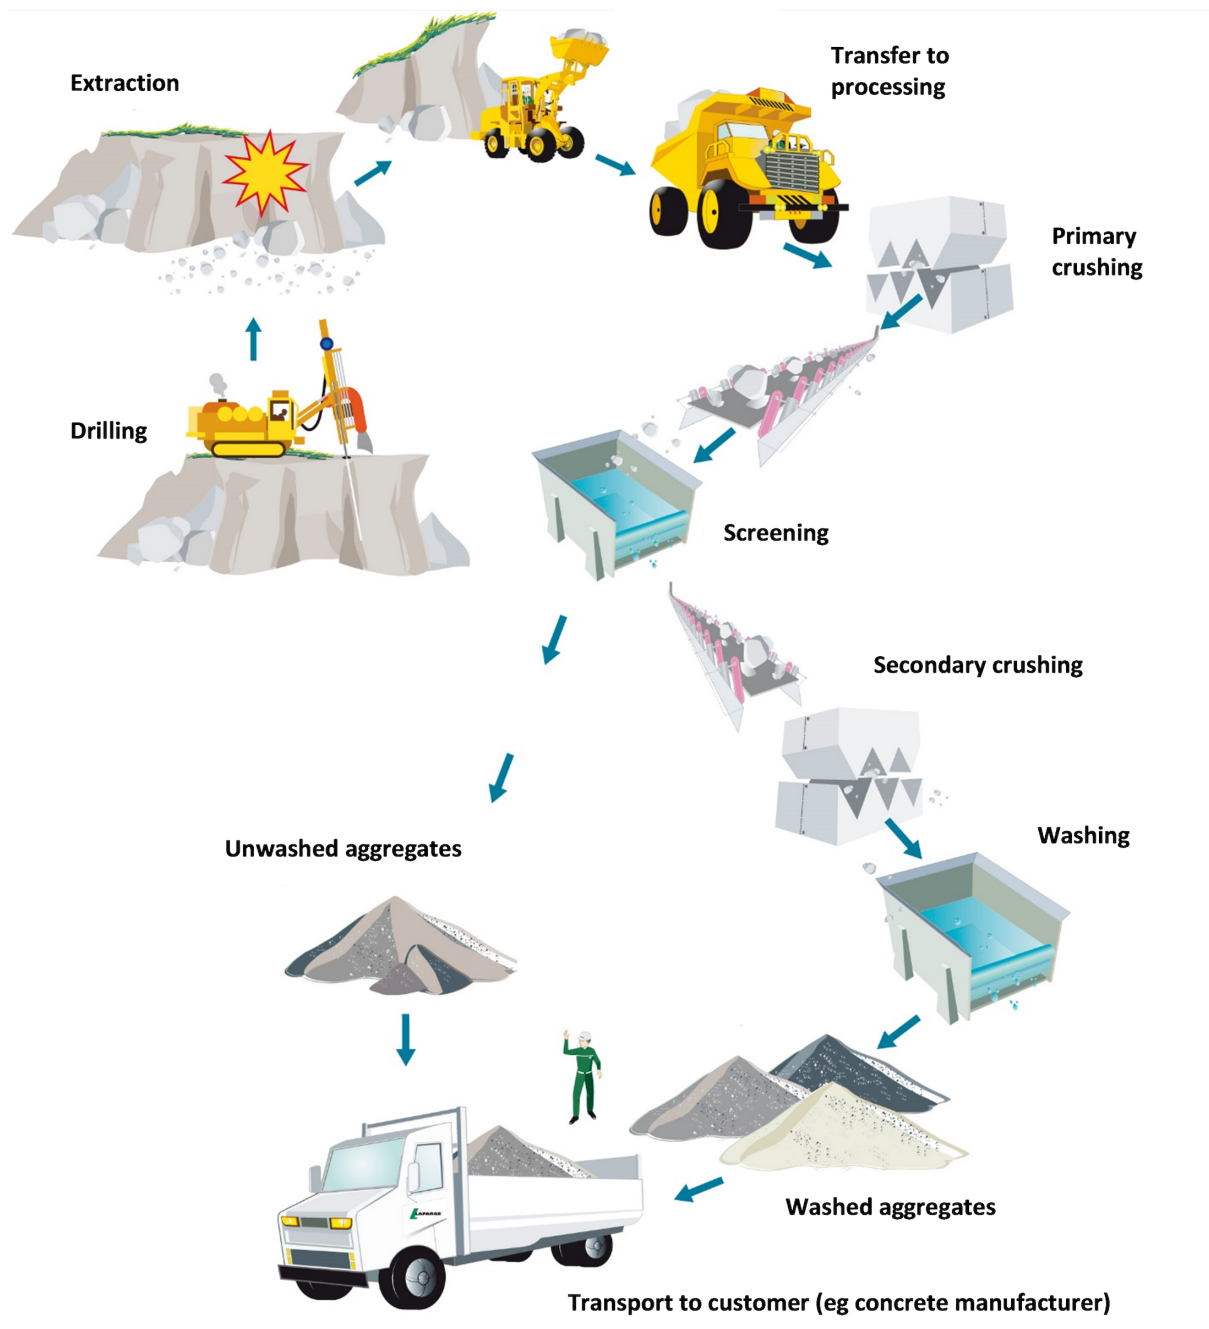 Extraction
Transfer to
processing
Primary
crushing
Drilling
Screening
Secondary crushing
Washing
Unwashed aggregates
LAFARGE
Washed aggregates
Transport to customer (eg concrete manufacturer)